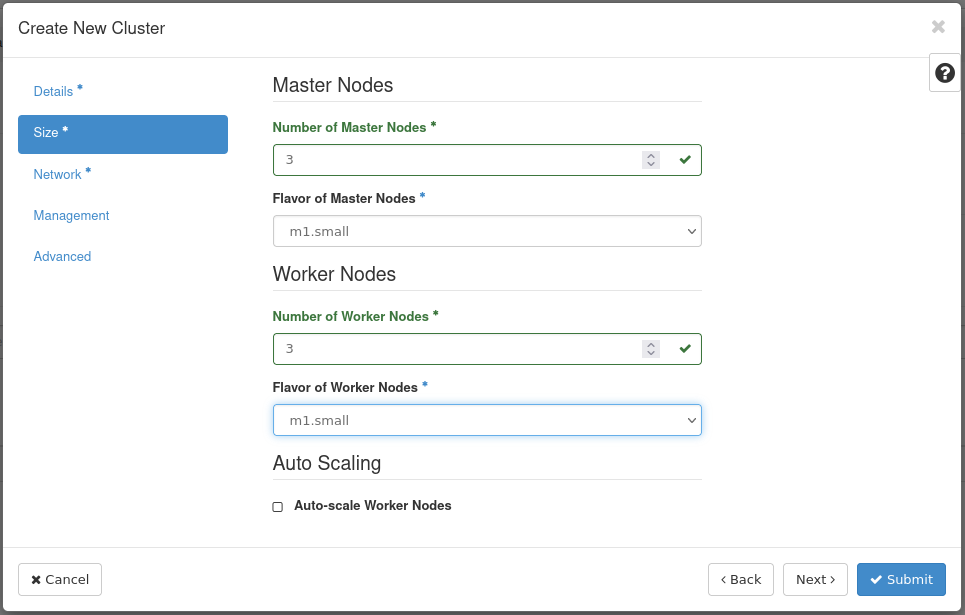 Create New Cluster
Details *
Size *
Network *
Management
Advanced
Master Nodes
Number of Master Nodes *
3
Flavor of Master Nodes *
m1.small
Worker Nodes
Number of Worker Nodes *
3
Flavor of Worker Nodes *
m1.small
Auto Scaling
Auto-scale Worker Nodes
Cancel
Back
Next
Submit